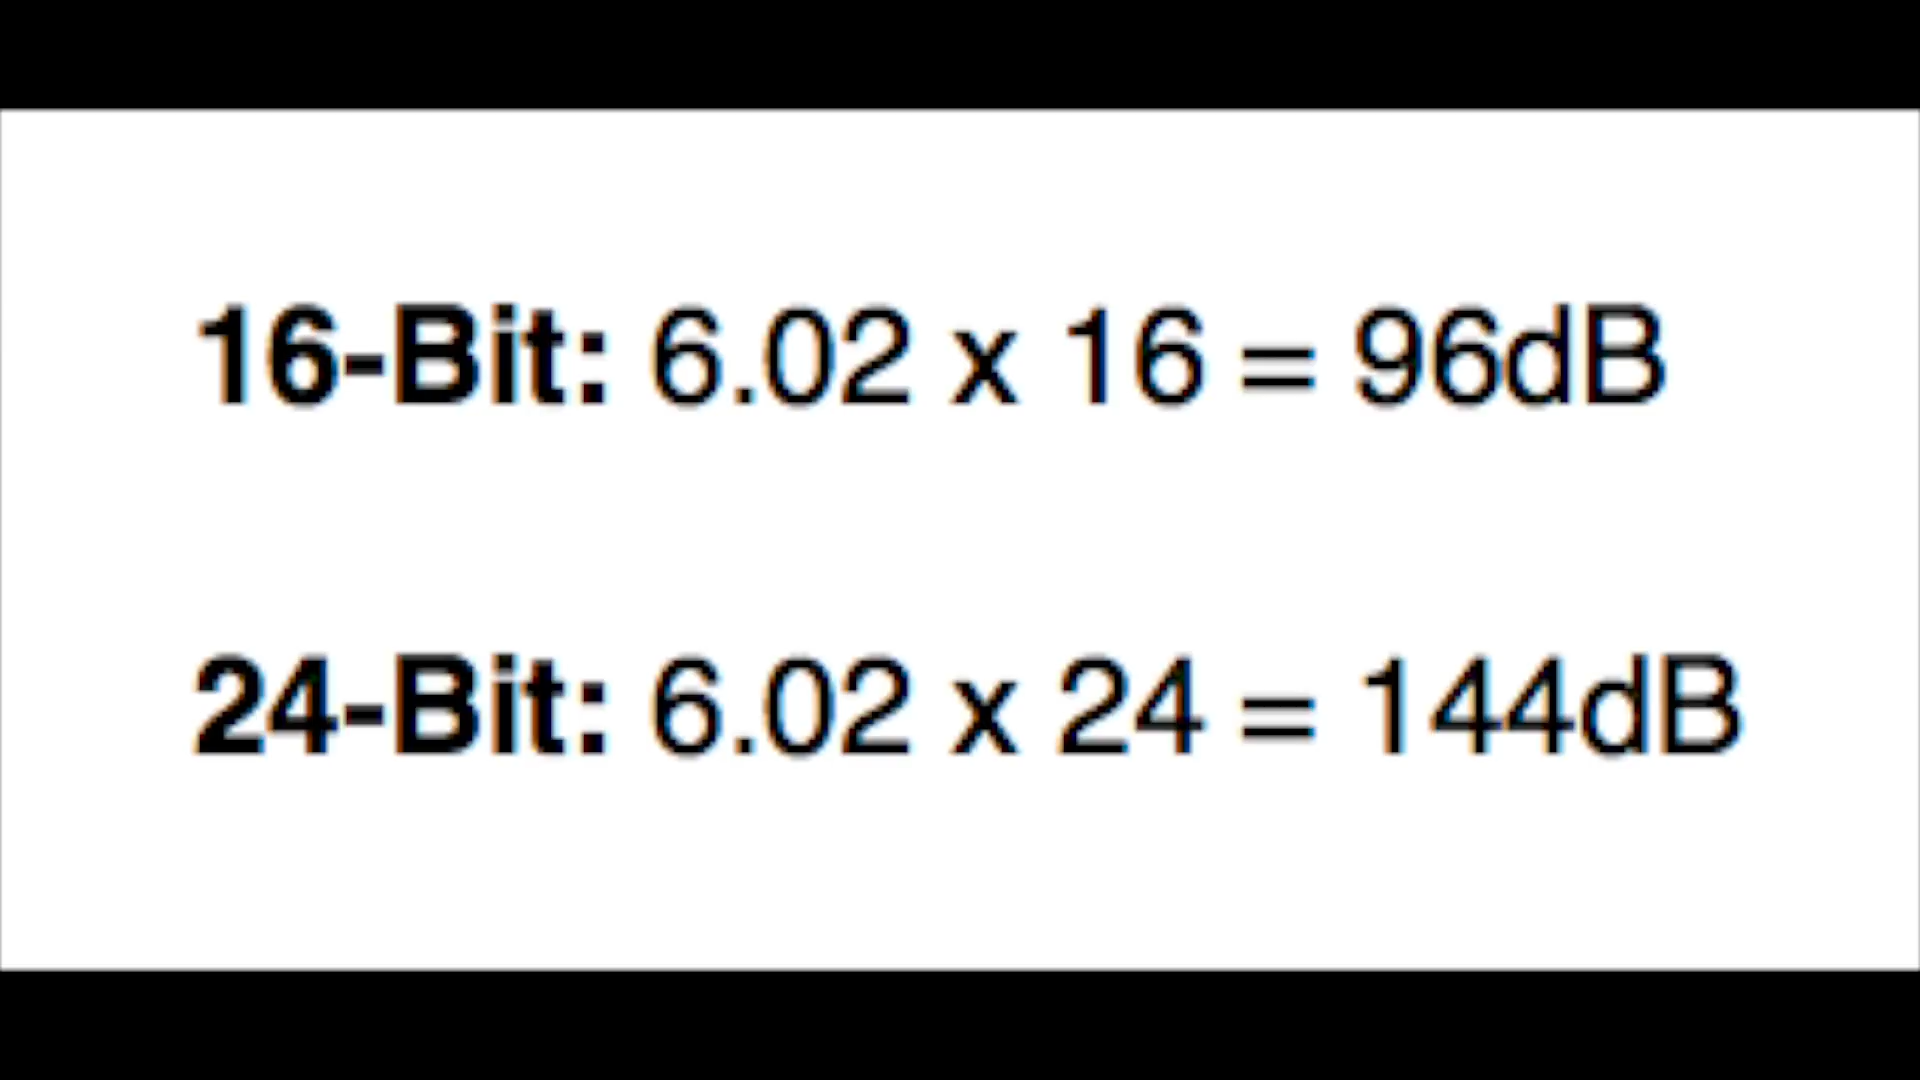 16-Bit: 6.02 x 16 = 96dB
24-Bit: 6.02 x 24 = 144dB